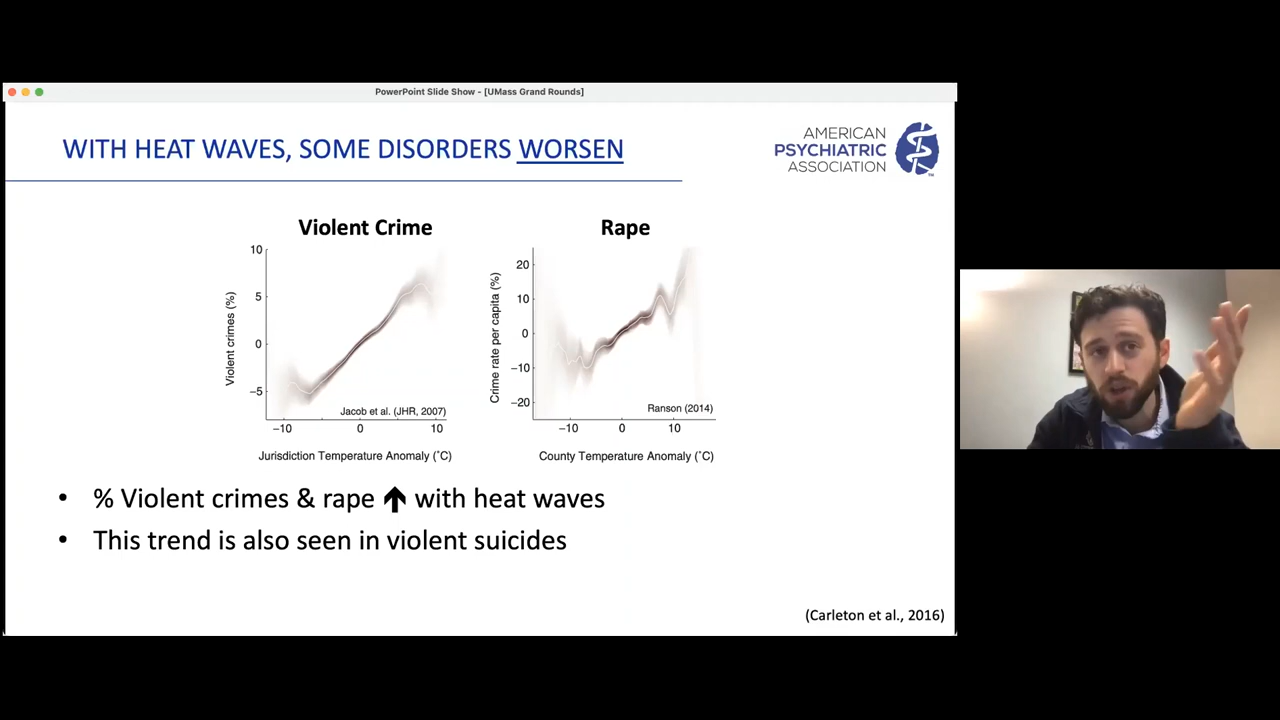 PowerPoint Slide Show - [UMass Grand Rounds]
WITH HEAT WAVES, SOME DISORDERS WORSEN
AMERICAN
PSYCHIATRIC
ASSOCIATION
TM
Violent Crime
10
5
0
−5
Violent crimes (%)
Jacob et al. (JHR, 2007)
−10 0 10
Jurisdiction Temperature Anomaly (˚C)
Rape
20
10
0
−10
−20
Crime rate per capita (%)
Ranson (2014)
−10 0 10
County Temperature Anomaly (˚C)
• % Violent crimes & rape 🡅 with heat waves
• This trend is also seen in violent suicides
(Carleton et al., 2016)